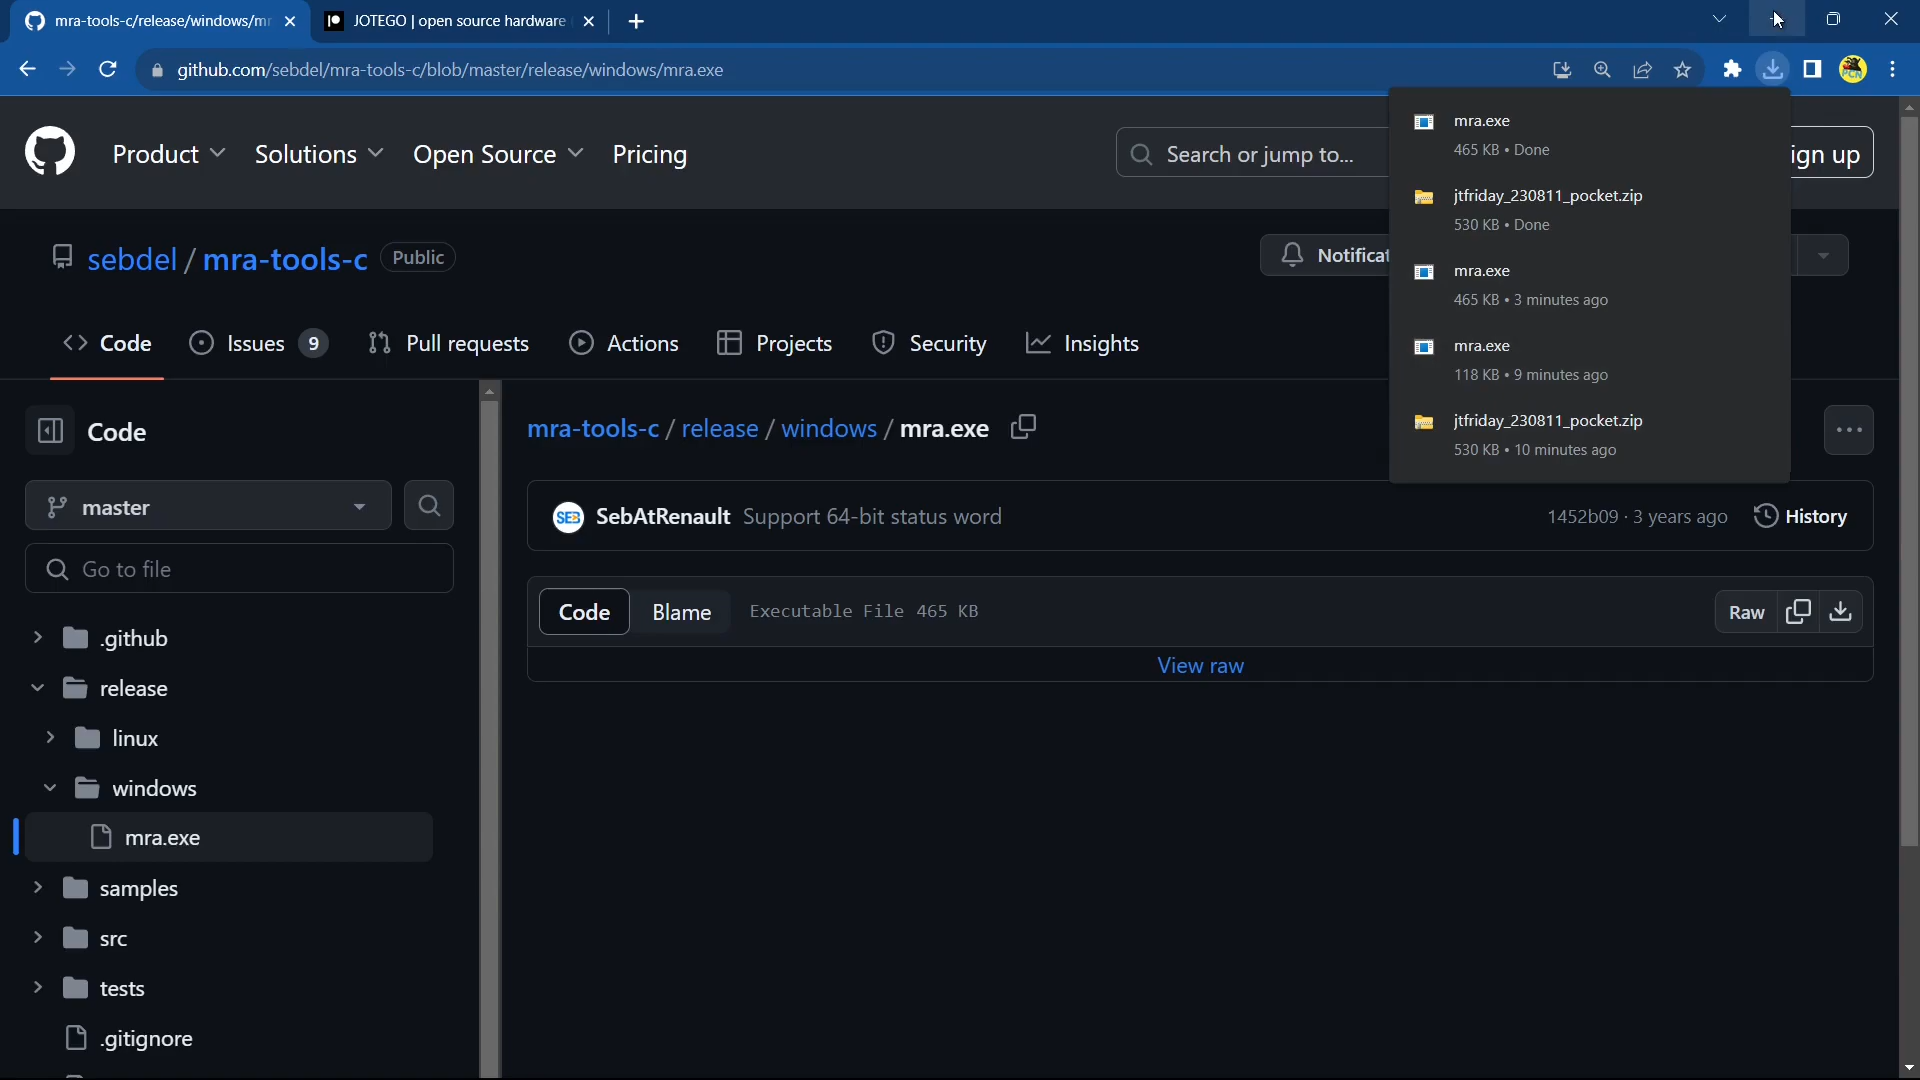 mra-tools-c/release/windows/mr
JOTEGO | open source hardware
github.com/sebdel/mra-tools-c/blob/master/release/windows/mra.exe
PCN
Product
Solutions
Open Source
Pricing
Search or jump to...
ign up
mra.exe
465 KB • Done
jtfriday_230811_pocket.zip
530 KB • Done
mra.exe
465 KB • 3 minutes ago
mra.exe
118 KB • 9 minutes ago
jtfriday_230811_pocket.zip
530 KB • 10 minutes ago
sebdel / mra-tools-c
Public
Notificat
Code
Issues 9
Pull requests
Actions
Projects
Security
Insights
Code
master
Go to file
.github
release
linux
windows
mra.exe
samples
src
tests
.gitignore
mra-tools-c / release / windows / mra.exe
SEB
SebAtRenault Support 64-bit status word
1452b09 · 3 years ago
History
Code
Blame
Executable File 465 KB
Raw
View raw